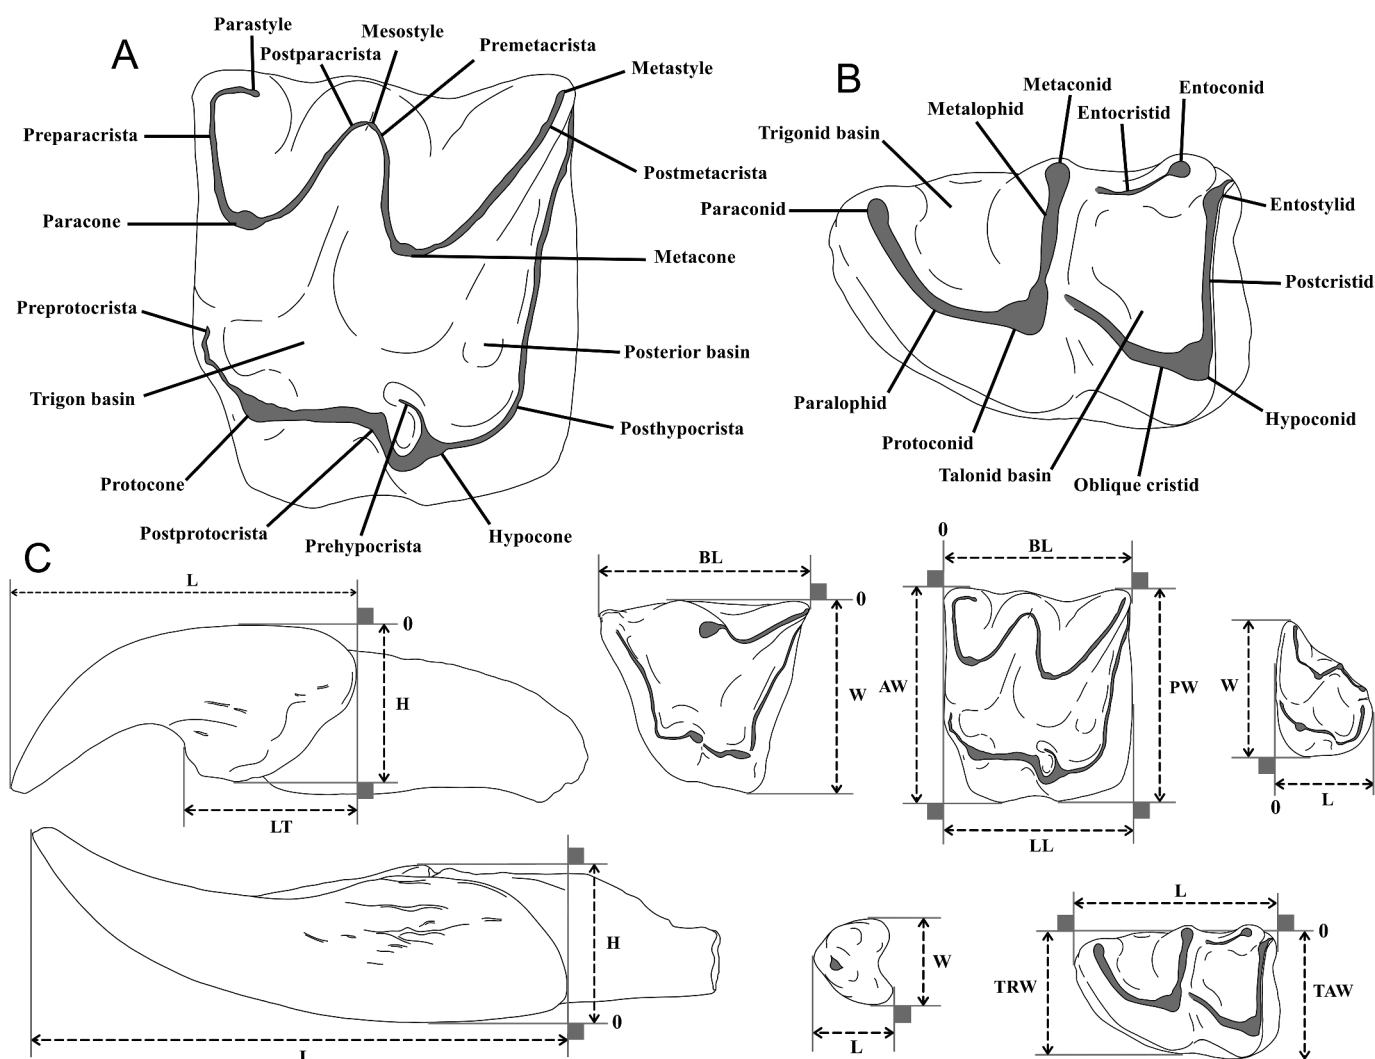 A
Parastyle
Mesostyle
Postparacrista
Premetacrista
Metastyle
Preparacrista
Postmetacrista
Paracone
Metacone
Preprotocrista
Posterior basin
Trigon basin
Posthypocrista
Protocone
Postprotocrista
Prehypocrista
Hypocone
B
Metaconid
Entoconid
Metalophid
Entocristid
Trigonid basin
Paraconid
Entostylid
Postcristid
Paralophid
Hypoconid
Protoconid
Talonid basin
Oblique cristid
C
L
0
H
LT
BL
0
W
0
BL
AW
PW
LL
W
0
L
H
0
L
W
L
L
0
TRW
TAW